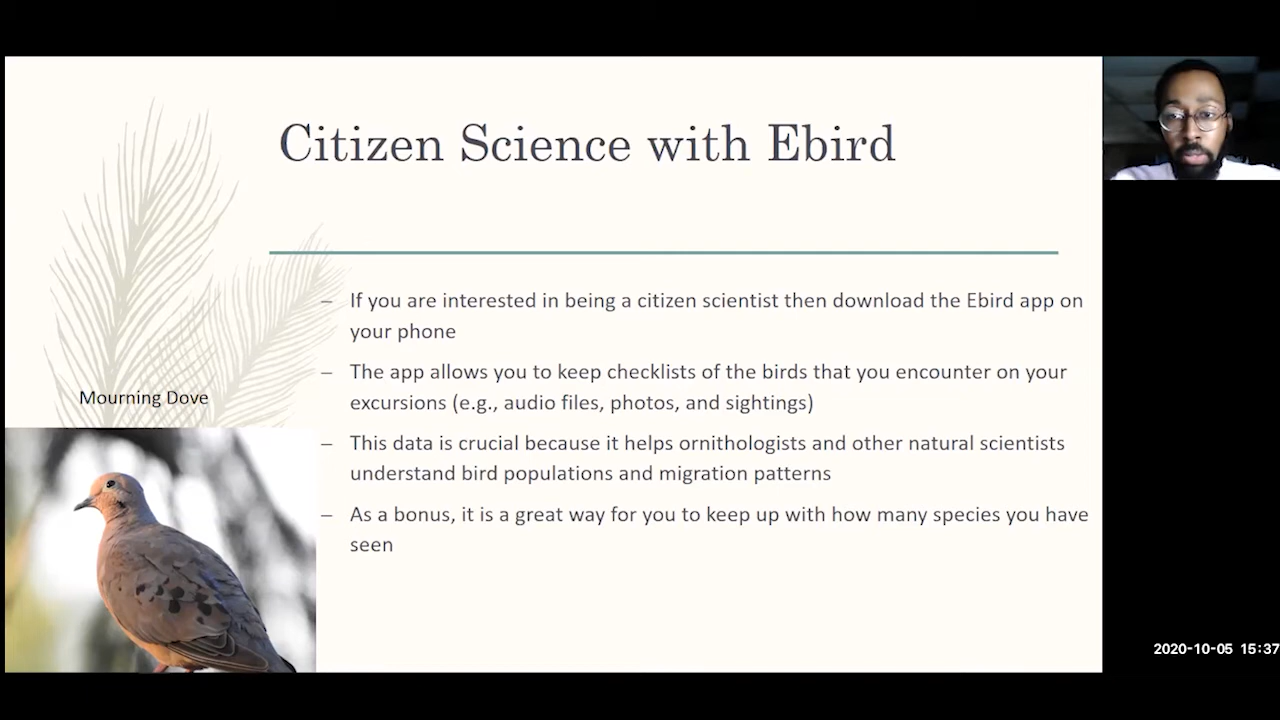 Citizen Science with Ebird
– If you are interested in being a citizen scientist then download the Ebird app on
your phone
– The app allows you to keep checklists of the birds that you encounter on your
excursions (e.g., audio files, photos, and sightings)
Mourning Dove
– This data is crucial because it helps ornithologists and other natural scientists
understand bird populations and migration patterns
– As a bonus, it is a great way for you to keep up with how many species you have
seen
2020-10-05 15:37